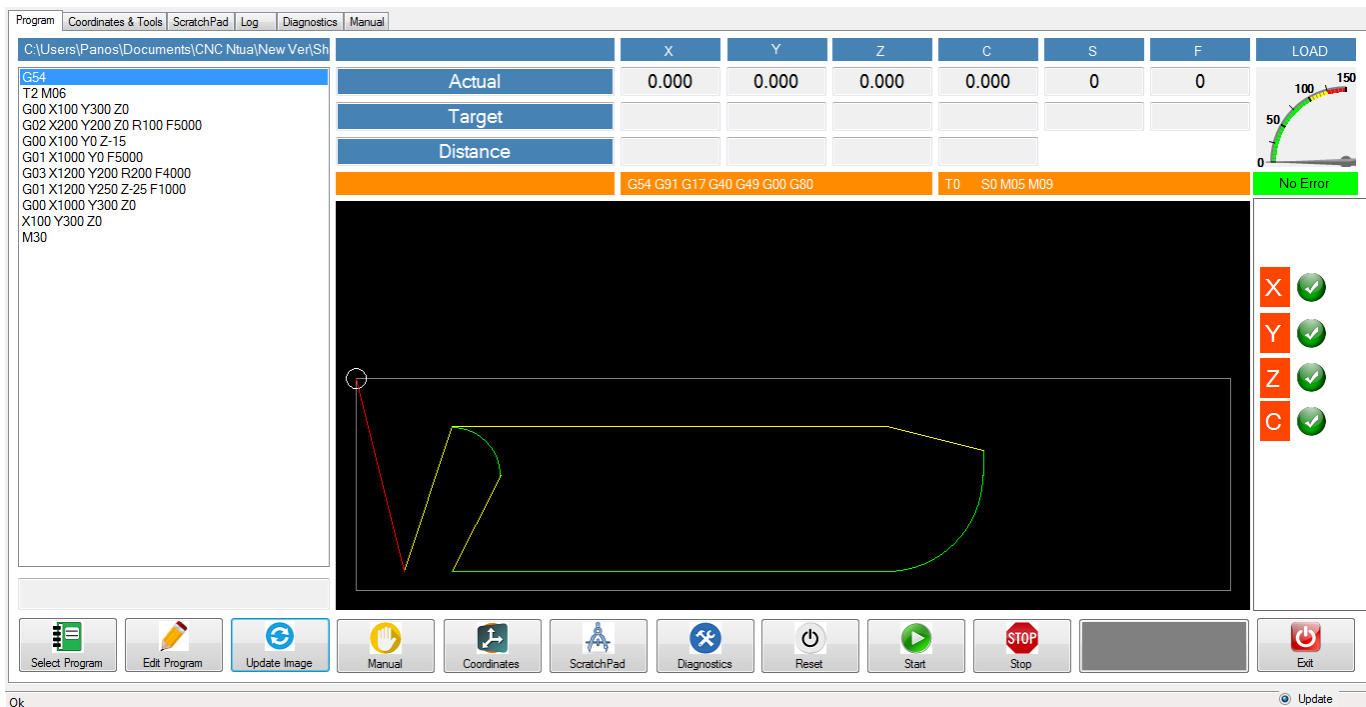 Program Coordinates & Tools ScratchPad Log Diagnostics Manual
C:\Users\Panos\Documents\CNC Ntua\New Ver\Sh
X Y Z C S F LOAD
G54
T2 M06
G00 X100 Y300 Z0
G02 X200 Y200 Z0 R100 F5000
G00 X100 Y0 Z-15
G01 X1000 Y0 F5000
G03 X1200 Y200 R200 F4000
G01 X1200 Y250 Z-25 F1000
G00 X1000 Y300 Z0
X100 Y300 Z0
M30
Actual 0.000 0.000 0.000 0.000 0 0
Target
Distance
0 50 100 150
G54 G91 G17 G40 G49 G00 G80 T0 S0 M05 M09 No Error
X
Y
Z
C
STOP
Select Program Edit Program Update Image Manual Coordinates ScratchPad Diagnostics Reset Start Stop Exit
Ok Update